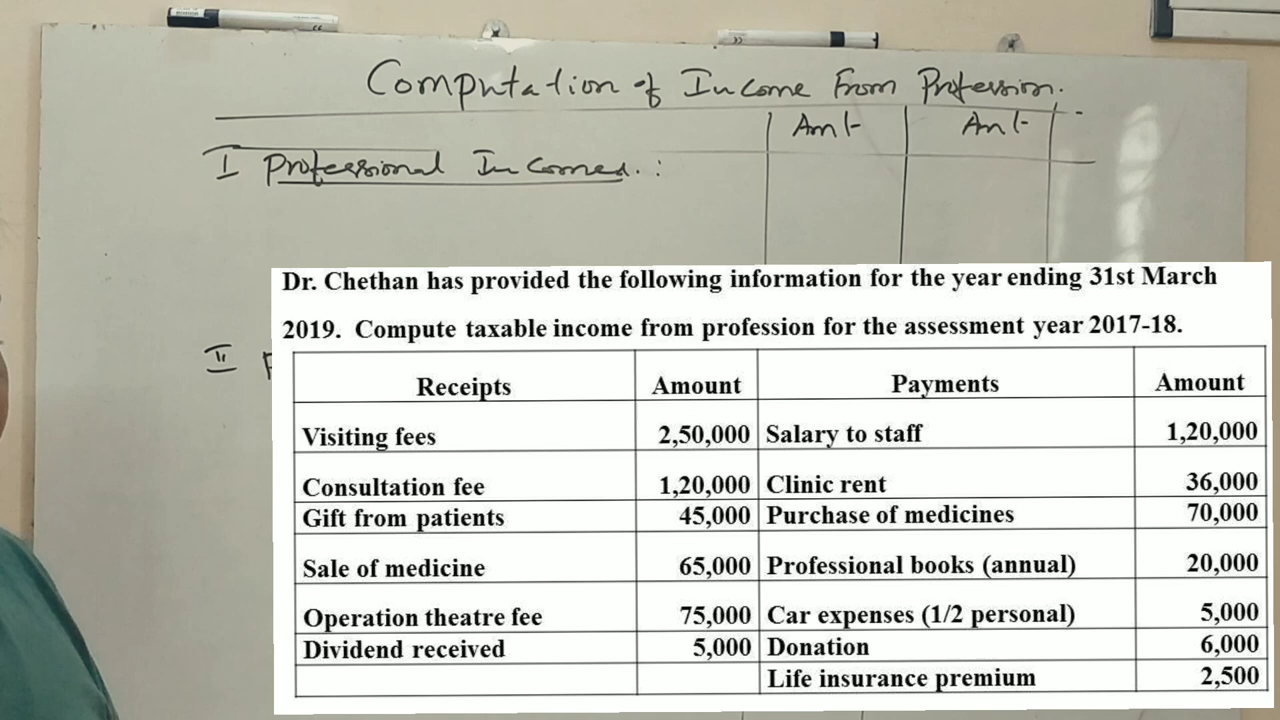 Computation of Income From Profession.
Amt Amt
I Professional Incomes. :
II
Dr. Chethan has provided the following information for the year ending 31st March
2019. Compute taxable income from profession for the assessment year 2017-18.
Receipts Amount Payments Amount
Visiting fees 2,50,000 Salary to staff 1,20,000
Consultation fee 1,20,000 Clinic rent 36,000
Gift from patients 45,000 Purchase of medicines 70,000
Sale of medicine 65,000 Professional books (annual) 20,000
Operation theatre fee 75,000 Car expenses (1/2 personal) 5,000
Dividend received 5,000 Donation 6,000
Life insurance premium 2,500